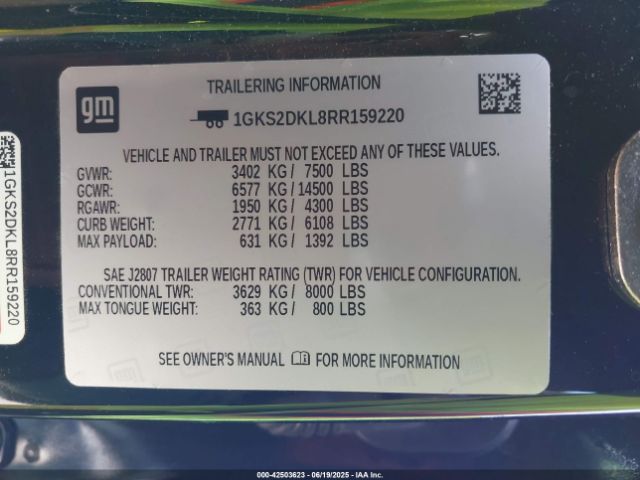 gm
TRAILERING INFORMATION
1GKS2DKL8RR159220
VEHICLE AND TRAILER MUST NOT EXCEED ANY OF THESE VALUES.
GVWR: 3402 KG / 7500 LBS
GCWR: 6577 KG / 14500 LBS
RGAWR: 1950 KG / 4300 LBS
CURB WEIGHT: 2771 KG / 6108 LBS
MAX PAYLOAD: 631 KG / 1392 LBS
SAE J2807 TRAILER WEIGHT RATING (TWR) FOR VEHICLE CONFIGURATION.
CONVENTIONAL TWR: 3629 KG / 8000 LBS
MAX TONGUE WEIGHT: 363 KG / 800 LBS
SEE OWNER'S MANUAL FOR MORE INFORMATION
1GKS2DKL8RR159220
000-42503623 - 06/19/2025 - IAA Inc.